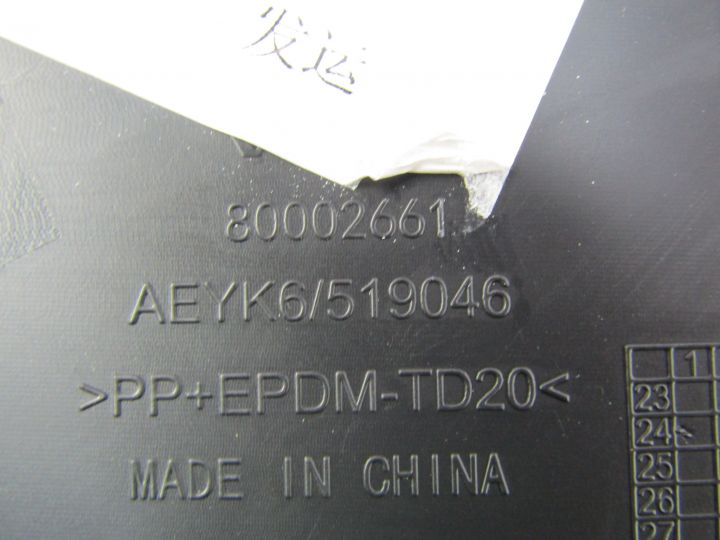 发运
80002661
AEYK6/519046
>PP+EPDM-TD20<
MADE IN CHINA
1
23
24
25
26
27